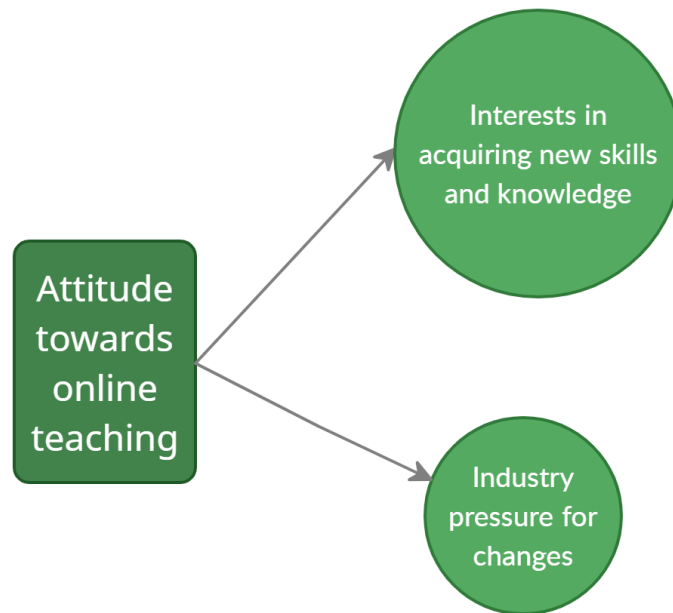 Attitude
towards
online
teaching
Interests in
acquiring new skills
and knowledge
Industry
pressure for
changes